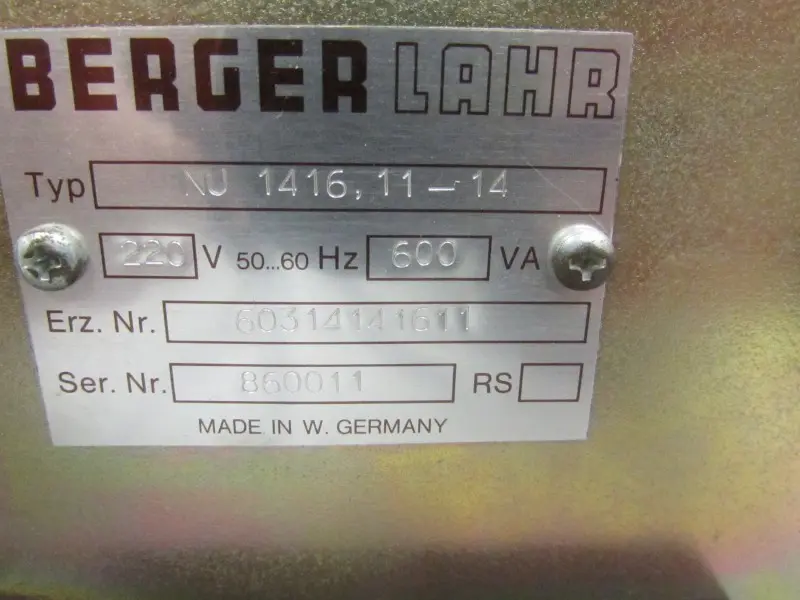 BERGER LAHR
Typ NU 1416,11-14
220 V 50...60 Hz 600 VA
Erz. Nr. 60314141611
Ser. Nr. 860011 RS
MADE IN W. GERMANY